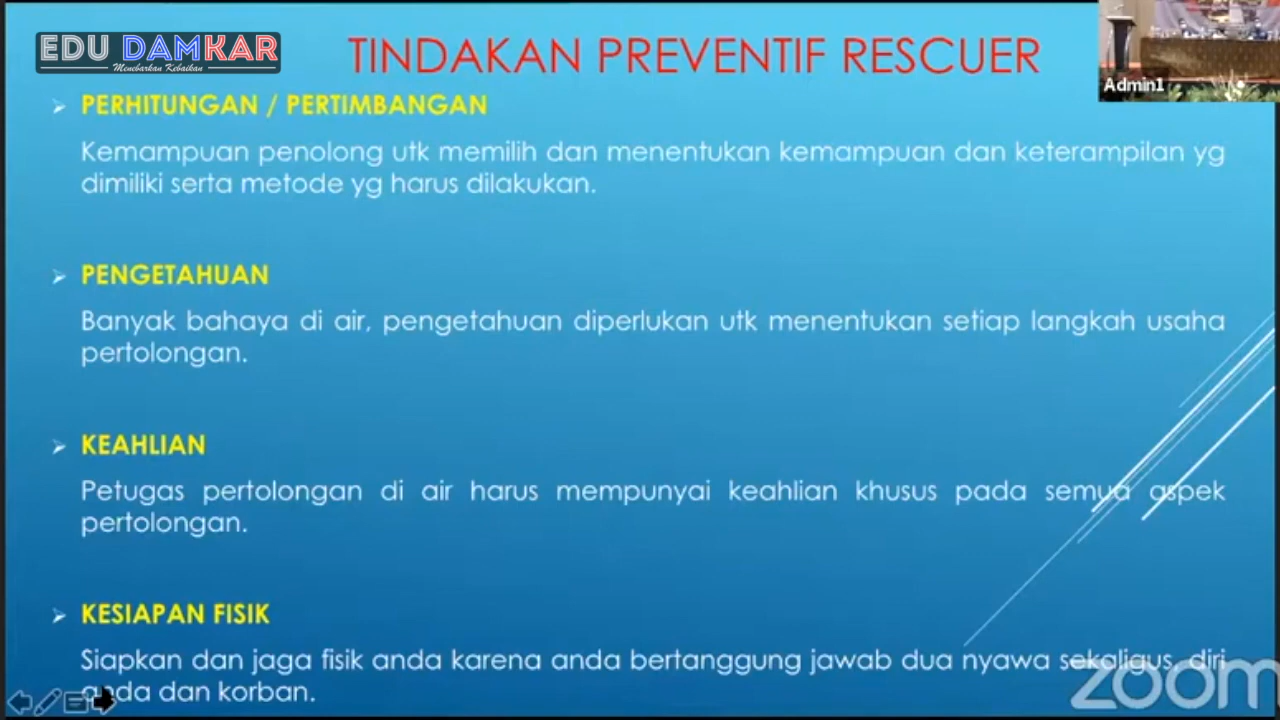 EDU DAMKAR
Menebarkan Kebaikan
TINDAKAN PREVENTIF RESCUER
Admin1
PERHITUNGAN / PERTIMBANGAN
Kemampuan penolong utk memilih dan menentukan kemampuan dan keterampilan yg
dimiliki serta metode yg harus dilakukan.
PENGETAHUAN
Banyak bahaya di air, pengetahuan diperlukan utk menentukan setiap langkah usaha
pertolongan.
KEAHLIAN
Petugas pertolongan di air harus mempunyai keahlian khusus pada semua aspek
pertolongan.
KESIAPAN FISIK
Siapkan dan jaga fisik anda karena anda bertanggung jawab dua nyawa sekaligus, diri
anda dan korban.
zoom